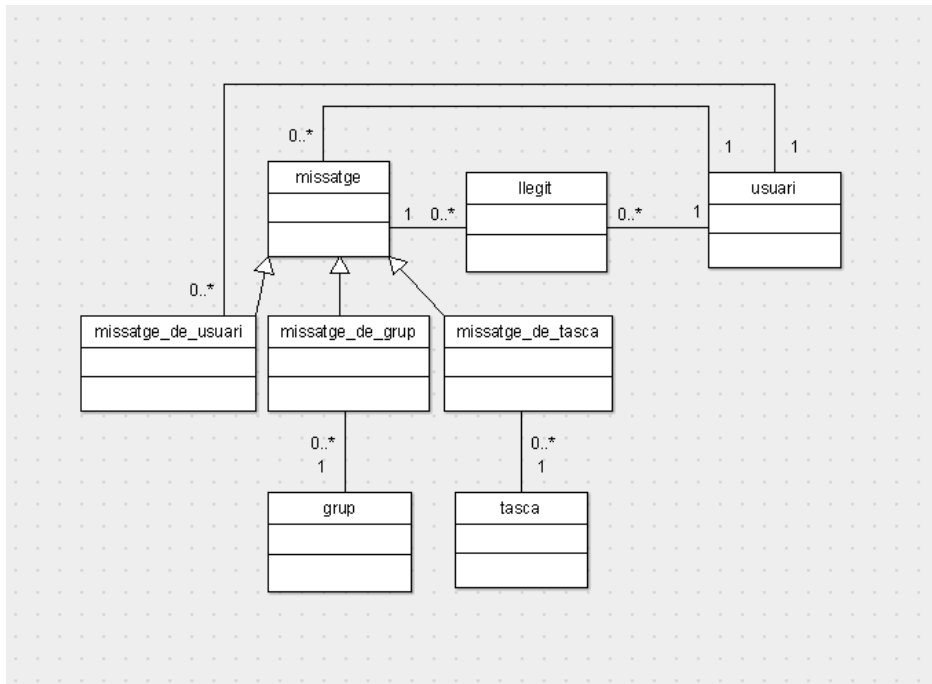 0..*
1
1
missatge
llegit
usuari
1
0..*
0..*
1
0..*
missatge_de_usuari
missatge_de_grup
missatge_de_tasca
0..*
1
0..*
1
grup
tasca